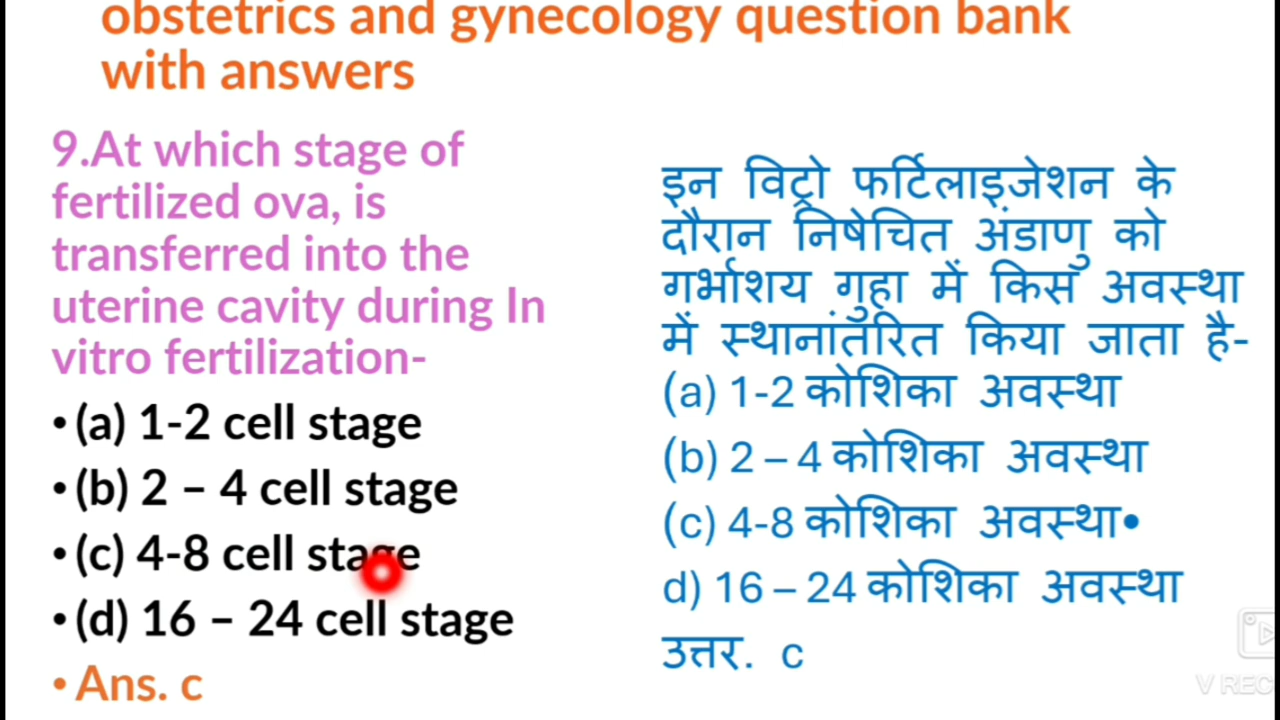 obstetrics and gynecology question bank
with answers
9.At which stage of
fertilized ova, is
transferred into the
uterine cavity during In
vitro fertilization-
•(a) 1-2 cell stage
•(b) 2 – 4 cell stage
•(c) 4-8 cell stage
•(d) 16 – 24 cell stage
•Ans. c
इन विट्रो फर्टिलाइजेशन के
दौरान निषेचित अंडाणु को
गर्भाशय गुहा में किस अवस्था
में स्थानांतरित किया जाता है-
(a) 1-2 कोशिका अवस्था
(b) 2 – 4 कोशिका अवस्था
(c) 4-8 कोशिका अवस्था•
d) 16 – 24 कोशिका अवस्था
उत्तर. c
V REC